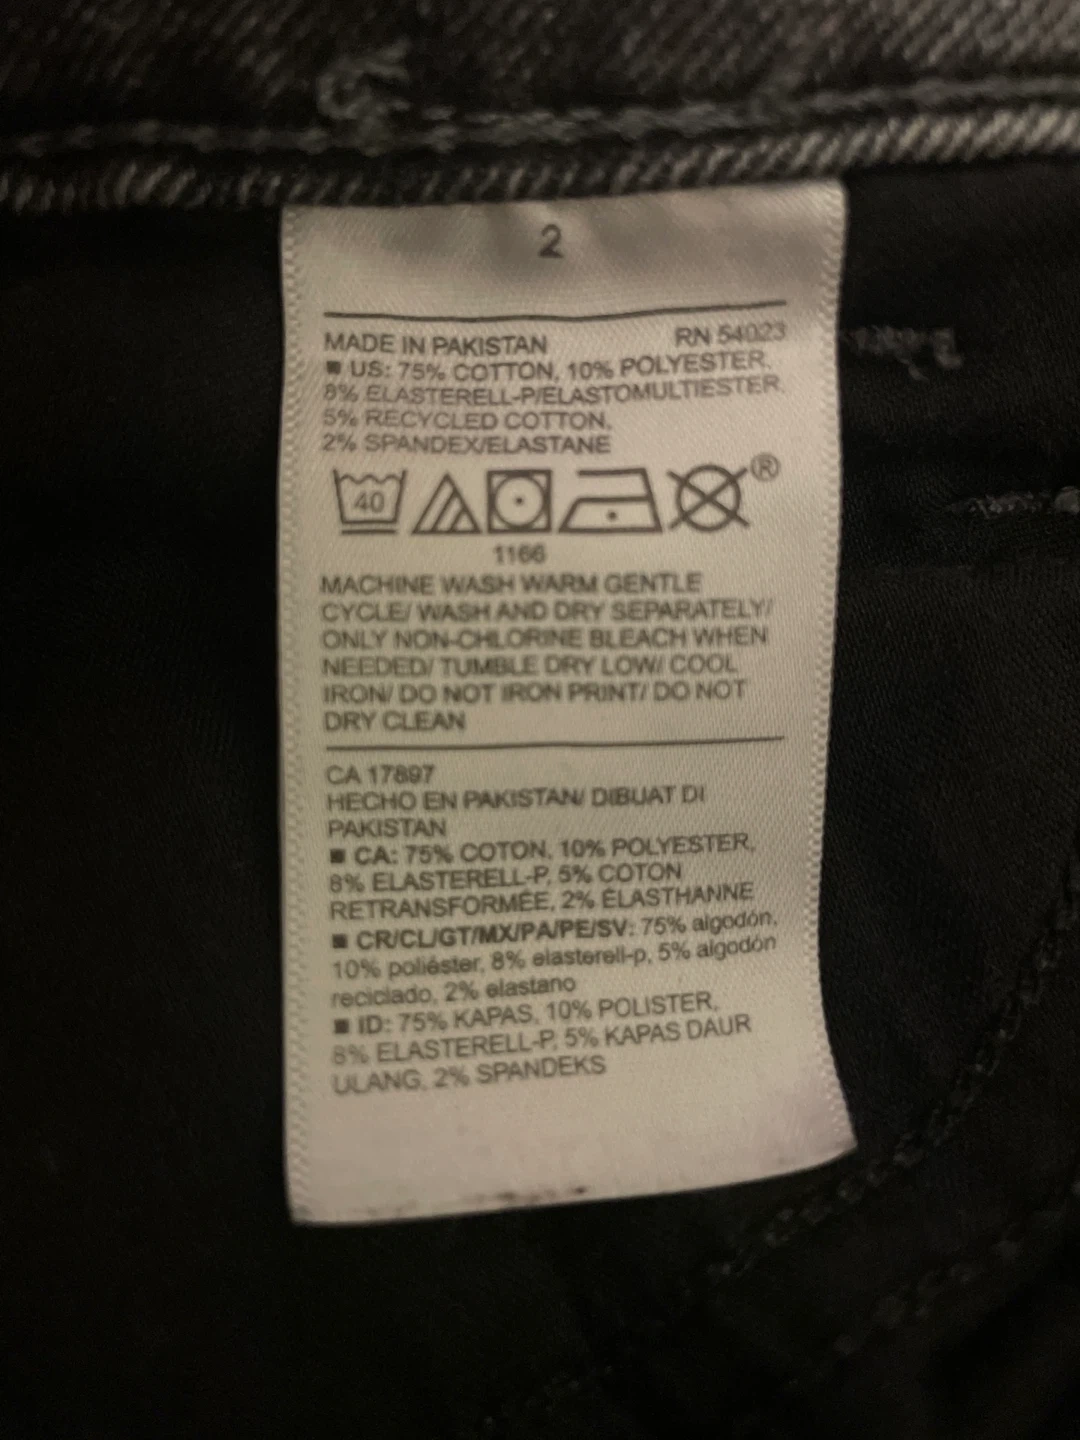 2
MADE IN PAKISTAN RN 54023
■ US: 75% COTTON, 10% POLYESTER,
8% ELASTERELL-P/ELASTOMULTIESTER,
5% RECYCLED COTTON,
2% SPANDEX/ELASTANE
40 ®
1166
MACHINE WASH WARM GENTLE
CYCLE/ WASH AND DRY SEPARATELY/
ONLY NON-CHLORINE BLEACH WHEN
NEEDED/ TUMBLE DRY LOW/ COOL
IRON/ DO NOT IRON PRINT/ DO NOT
DRY CLEAN
CA 17897
HECHO EN PAKISTAN/ DIBUAT DI
PAKISTAN
■ CA: 75% COTON, 10% POLYESTER,
8% ELASTERELL-P, 5% COTON
RETRANSFORMÉE, 2% ÉLASTHANNE
■ CR/CL/GT/MX/PA/PE/SV: 75% algodón,
10% poliéster, 8% elasterell-p, 5% algodón
reciclado, 2% elastano
■ ID: 75% KAPAS, 10% POLISTER,
8% ELASTERELL-P, 5% KAPAS DAUR
ULANG, 2% SPANDEKS